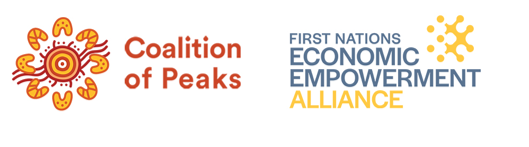 Coalition
of Peaks
FIRST NATIONS
ECONOMIC
EMPOWERMENT
ALLIANCE